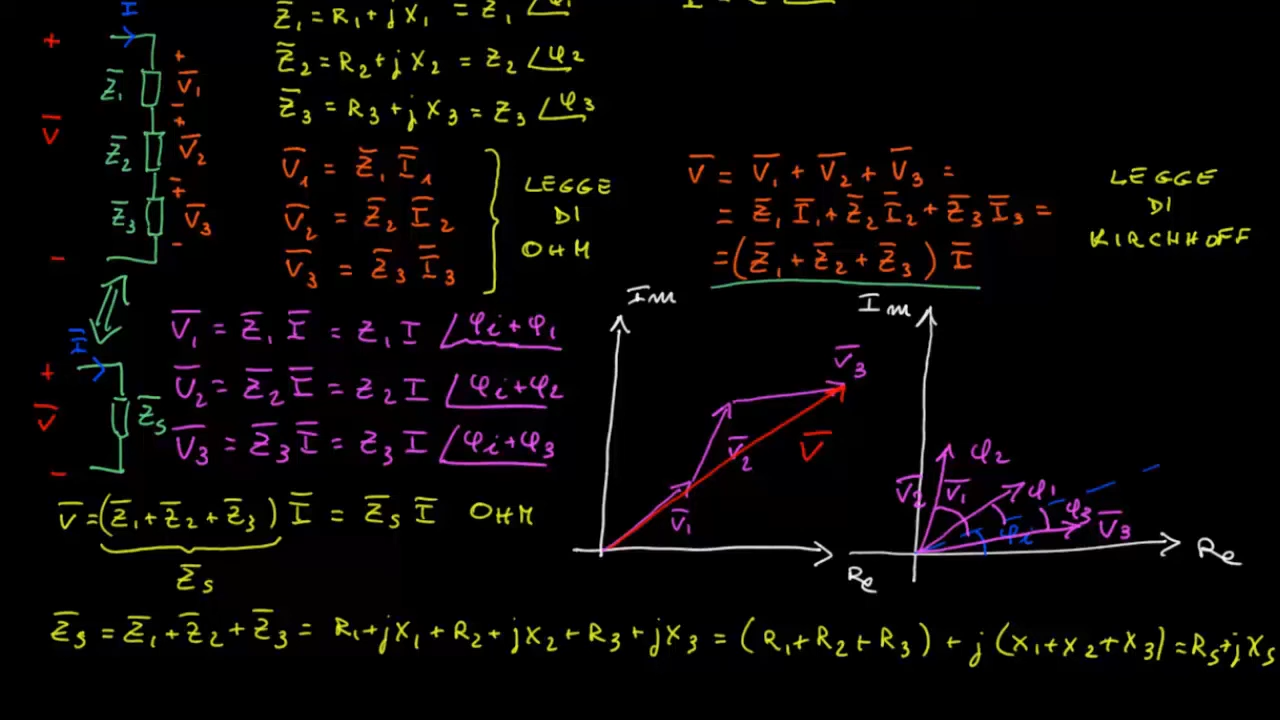 I
+
Z̄1
+
V̄1
-
V̄
Z̄2
+
V̄2
-
Z̄3
+
V̄3
-
-
Z̄1 = R1 + jX1 = Z1 ∠φ1
Z̄2 = R2 + jX2 = Z2 ∠φ2
Z̄3 = R3 + jX3 = Z3 ∠φ3
V̄1 = Z̄1 Ī1
V̄2 = Z̄2 Ī2
V̄3 = Z̄3 Ī3
LEGGE
DI
OHM
V̄ = V̄1 + V̄2 + V̄3 =
= Z̄1 Ī1 + Z̄2 Ī2 + Z̄3 Ī3 =
= (Z̄1 + Z̄2 + Z̄3) Ī
LEGGE
DI
KIRCHHOFF
Ī
+
V̄
Z̄s
-
V̄1 = Z̄1 Ī = Z1 I ∠φi+φ1
V̄2 = Z̄2 Ī = Z2 I ∠φi+φ2
V̄3 = Z̄3 Ī = Z3 I ∠φi+φ3
Im
V̄3
V̄2
V̄
V̄1
Re
Im
φ2
V̄2
V̄1
φ1
φ3
φi
V̄3
Re
V̄ = (Z̄1 + Z̄2 + Z̄3) Ī = Z̄s Ī OHM
Z̄s
Z̄s = Z̄1 + Z̄2 + Z̄3 = R1 + jX1 + R2 + jX2 + R3 + jX3 = (R1 + R2 + R3) + j (X1 + X2 + X3) = Rs + jXs